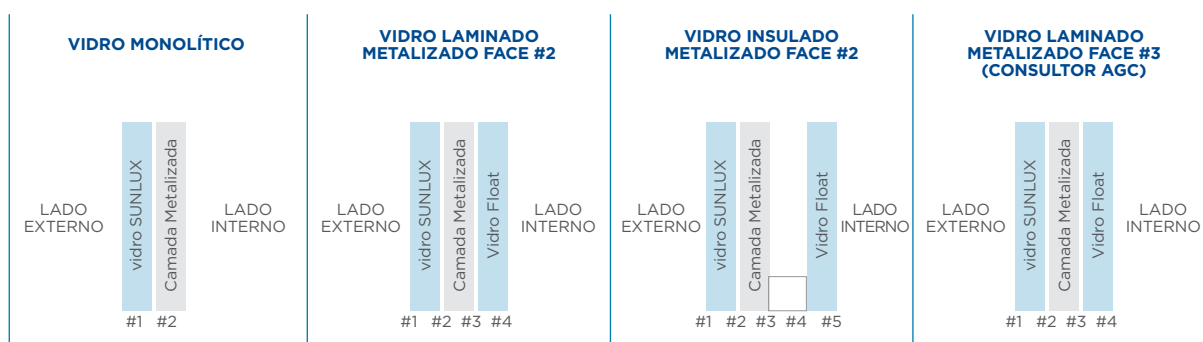 VIDRO MONOLÍTICO
LADO
EXTERNO
vidro SUNLUX
Camada Metalizada
LADO
INTERNO
#1 #2
VIDRO LAMINADO
METALIZADO FACE #2
LADO
EXTERNO
vidro SUNLUX
Camada Metalizada
Vidro Float
LADO
INTERNO
#1 #2 #3 #4
VIDRO INSULADO
METALIZADO FACE #2
LADO
EXTERNO
vidro SUNLUX
Camada Metalizada
Vidro Float
LADO
INTERNO
#1 #2 #3 #4 #5
VIDRO LAMINADO
METALIZADO FACE #3
(CONSULTOR AGC)
LADO
EXTERNO
vidro SUNLUX
Camada Metalizada
Vidro Float
LADO
INTERNO
#1 #2 #3 #4